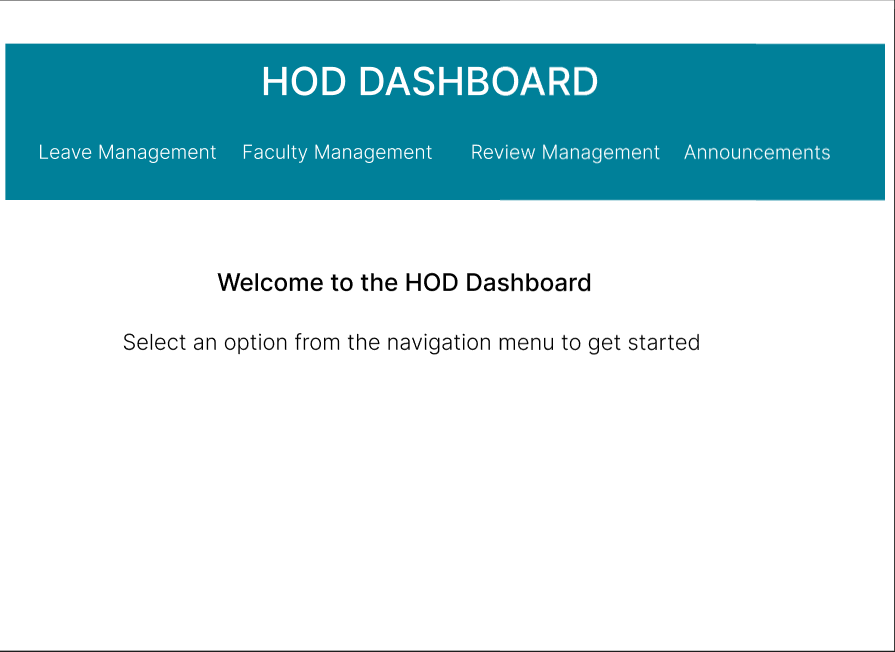 HOD DASHBOARD
Leave Management Faculty Management Review Management Announcements
Welcome to the HOD Dashboard
Select an option from the navigation menu to get started